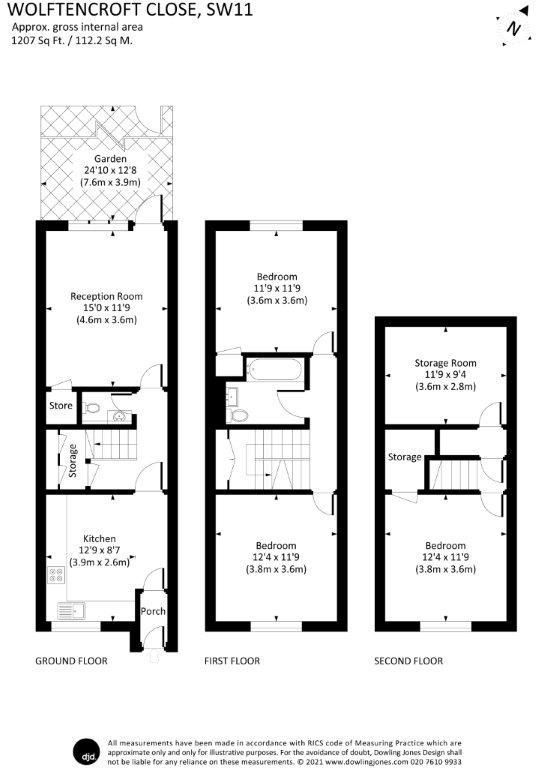 WOLFTENCROFT CLOSE, SW11
Approx. gross internal area
1207 Sq Ft. / 112.2 Sq M.
N
Garden
24'10 x 12'8
(7.6m x 3.9m)
Reception Room
15'0 x 11'9
(4.6m x 3.6m)
Store
Storage
Kitchen
12'9 x 8'7
(3.9m x 2.6m)
Porch
GROUND FLOOR
Bedroom
11'9 x 11'9
(3.6m x 3.6m)
Bedroom
12'4 x 11'9
(3.8m x 3.6m)
FIRST FLOOR
Storage Room
11'9 x 9'4
(3.6m x 2.8m)
Storage
Bedroom
12'4 x 11'9
(3.8m x 3.6m)
SECOND FLOOR
djd.
All measurements have been made in accordance with RICS code of Measuring Practice which are
approximate only and only for illustrative purposes. For the avoidance of doubt, Dowling Jones Design shall
not be liable for any reliance on these measurements. © 2021 www.dowlingjones.com 020 7610 9933